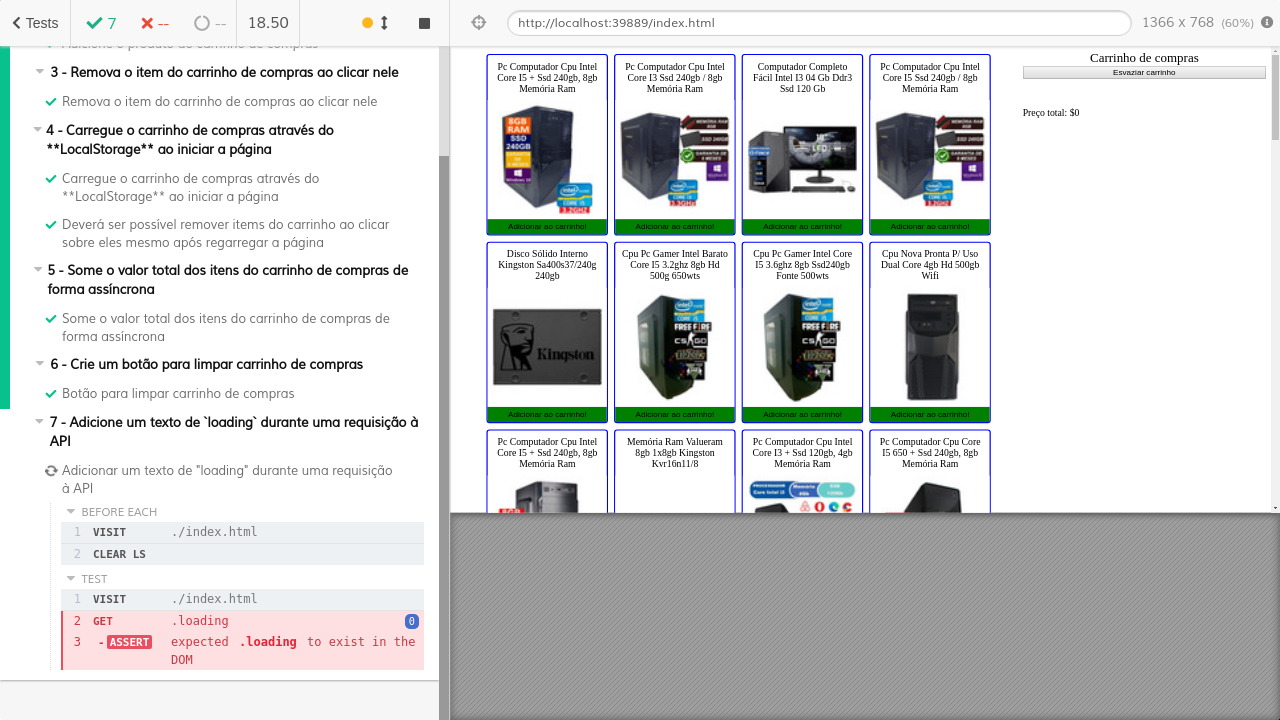 Tests
7
--
--
18.50
http://localhost:39889/index.html
1366 x 768 (60%)
Adicione o produto ao carrinho de compras
3 - Remova o item do carrinho de compras ao clicar nele
Remova o item do carrinho de compras ao clicar nele
4 - Carregue o carrinho de compras através do
**LocalStorage** ao iniciar a página
Carregue o carrinho de compras através do
**LocalStorage** ao iniciar a página
Deverá ser possível remover items do carrinho ao clicar
sobre eles mesmo após regarregar a página
5 - Some o valor total dos itens do carrinho de compras de
forma assíncrona
Some o valor total dos itens do carrinho de compras de
forma assíncrona
6 - Crie um botão para limpar carrinho de compras
Botão para limpar carrinho de compras
7 - Adicione um texto de `loading` durante uma requisição à
API
Adicionar um texto de "loading" durante uma requisição
à API
BEFORE EACH
1 VISIT ./index.html
2 CLEAR LS
TEST
1 VISIT ./index.html
2 GET .loading 0
3 -ASSERT expected .loading to exist in the
DOM
Pc Computador Cpu Intel
Core I5 + Ssd 240gb, 8gb
Memória Ram
8GB
RAM
SSD
240GB
Adicionar ao carrinho!
Pc Computador Cpu Intel
Core I3 Ssd 240gb / 8gb
Memória Ram
Adicionar ao carrinho!
Computador Completo
Fácil Intel I3 04 Gb Ddr3
Ssd 120 Gb
Adicionar ao carrinho!
Pc Computador Cpu Intel
Core I5 Ssd 240gb / 8gb
Memória Ram
Adicionar ao carrinho!
Carrinho de compras
Esvaziar carrinho
Preço total: $0
Disco Sólido Interno
Kingston Sa400s37/240g
240gb
Kingston
Adicionar ao carrinho!
Cpu Pc Gamer Intel Barato
Core I5 3.2ghz 8gb Hd
500g 650wts
FREE FIRE
CS:GO
Adicionar ao carrinho!
Cpu Pc Gamer Intel Core
I5 3.6ghz 8gb Ssd240gb
Fonte 500wts
FREE FIRE
CS:GO
Adicionar ao carrinho!
Cpu Nova Pronta P/ Uso
Dual Core 4gb Hd 500gb
Wifi
Adicionar ao carrinho!
Pc Computador Cpu Intel
Core I5 + Ssd 240gb, 8gb
Memória Ram
Memória Ram Valueram
8gb 1x8gb Kingston
Kvr16n11/8
Pc Computador Cpu Intel
Core I3 + Ssd 120gb, 4gb
Memória Ram
Pc Computador Cpu Core
I5 650 + Ssd 240gb, 8gb
Memória Ram